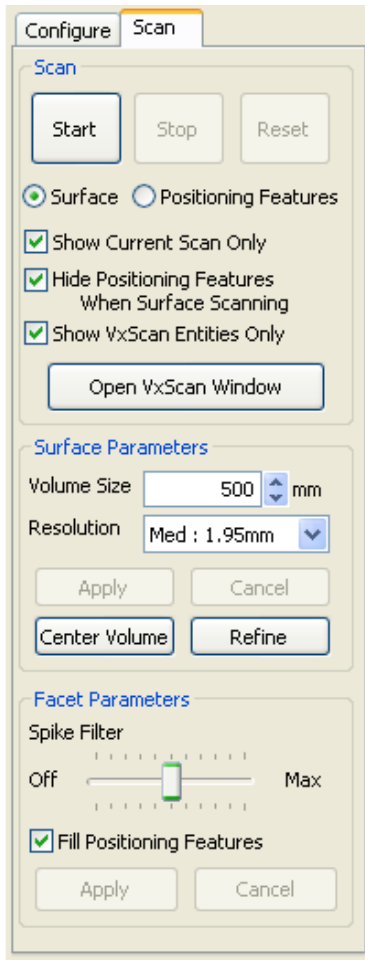 Configure Scan
Scan
Start Stop Reset
Surface Positioning Features
Show Current Scan Only
Hide Positioning Features
When Surface Scanning
Show VxScan Entities Only
Open VxScan Window
Surface Parameters
Volume Size 500 mm
Resolution Med : 1.95mm
Apply Cancel
Center Volume Refine
Facet Parameters
Spike Filter
Off Max
Fill Positioning Features
Apply Cancel